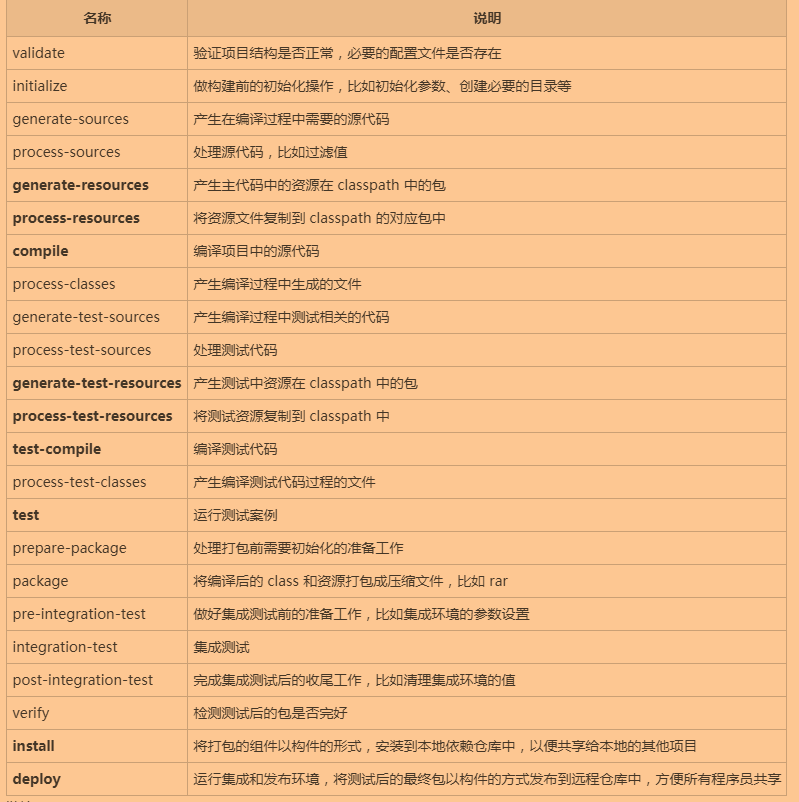 名称 说明
validate 验证项目结构是否正常，必要的配置文件是否存在
initialize 做构建前的初始化操作，比如初始化参数、创建必要的目录等
generate-sources 产生在编译过程中需要的源代码
process-sources 处理源代码，比如过滤值
generate-resources 产生主代码中的资源在 classpath 中的包
process-resources 将资源文件复制到 classpath 的对应包中
compile 编译项目中的源代码
process-classes 产生编译过程中生成的文件
generate-test-sources 产生编译过程中测试相关的代码
process-test-sources 处理测试代码
generate-test-resources 产生测试中资源在 classpath 中的包
process-test-resources 将测试资源复制到 classpath 中
test-compile 编译测试代码
process-test-classes 产生编译测试代码过程的文件
test 运行测试案例
prepare-package 处理打包前需要初始化的准备工作
package 将编译后的 class 和资源打包成压缩文件，比如 rar
pre-integration-test 做好集成测试前的准备工作，比如集成环境的参数设置
integration-test 集成测试
post-integration-test 完成集成测试后的收尾工作，比如清理集成环境的值
verify 检测测试后的包是否完好
install 将打包的组件以构件的形式，安装到本地依赖仓库中，以便共享给本地的其他项目
deploy 运行集成和发布环境，将测试后的最终包以构件的方式发布到远程仓库中，方便所有程序员共享